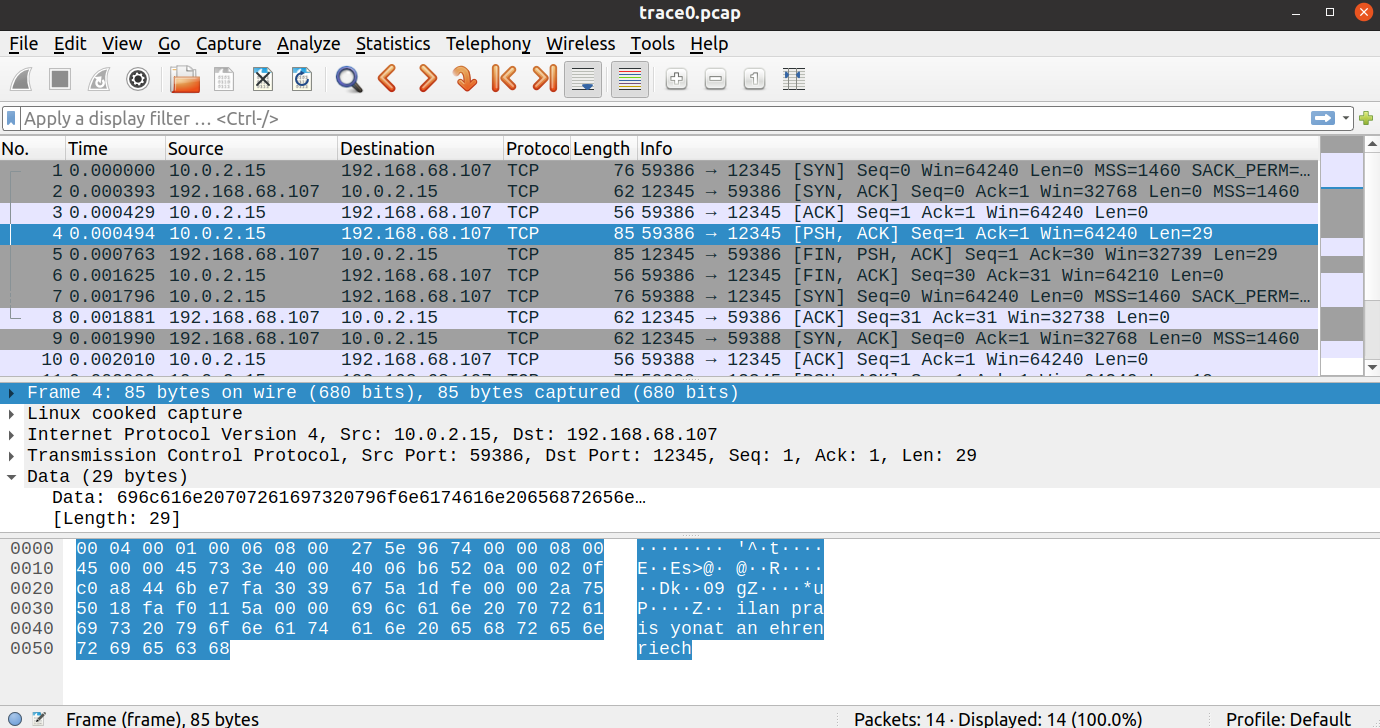 trace0.pcap
File Edit View Go Capture Analyze Statistics Telephony Wireless Tools Help
Apply a display filter … <Ctrl-/>
No. Time Source Destination Protoco Length Info
1 0.000000 10.0.2.15 192.168.68.107 TCP 76 59386 → 12345 [SYN] Seq=0 Win=64240 Len=0 MSS=1460 SACK_PERM=…
2 0.000393 192.168.68.107 10.0.2.15 TCP 62 12345 → 59386 [SYN, ACK] Seq=0 Ack=1 Win=32768 Len=0 MSS=1460
3 0.000429 10.0.2.15 192.168.68.107 TCP 56 59386 → 12345 [ACK] Seq=1 Ack=1 Win=64240 Len=0
4 0.000494 10.0.2.15 192.168.68.107 TCP 85 59386 → 12345 [PSH, ACK] Seq=1 Ack=1 Win=64240 Len=29
5 0.000763 192.168.68.107 10.0.2.15 TCP 85 12345 → 59386 [FIN, PSH, ACK] Seq=1 Ack=30 Win=32739 Len=29
6 0.001625 10.0.2.15 192.168.68.107 TCP 56 59386 → 12345 [FIN, ACK] Seq=30 Ack=31 Win=64210 Len=0
7 0.001796 10.0.2.15 192.168.68.107 TCP 76 59388 → 12345 [SYN] Seq=0 Win=64240 Len=0 MSS=1460 SACK_PERM=…
8 0.001881 192.168.68.107 10.0.2.15 TCP 62 12345 → 59386 [ACK] Seq=31 Ack=31 Win=32738 Len=0
9 0.001990 192.168.68.107 10.0.2.15 TCP 62 12345 → 59388 [SYN, ACK] Seq=0 Ack=1 Win=32768 Len=0 MSS=1460
10 0.002010 10.0.2.15 192.168.68.107 TCP 56 59388 → 12345 [ACK] Seq=1 Ack=1 Win=64240 Len=0
Frame 4: 85 bytes on wire (680 bits), 85 bytes captured (680 bits)
Linux cooked capture
Internet Protocol Version 4, Src: 10.0.2.15, Dst: 192.168.68.107
Transmission Control Protocol, Src Port: 59386, Dst Port: 12345, Seq: 1, Ack: 1, Len: 29
Data (29 bytes)
Data: 696c616e20707261697320796f6e6174616e20656872656e…
[Length: 29]
0000 00 04 00 01 00 06 08 00 27 5e 96 74 00 00 08 00 ········ '^·t····
0010 45 00 00 45 73 3e 40 00 40 06 b6 52 0a 00 02 0f E··Es>@· @··R····
0020 c0 a8 44 6b e7 fa 30 39 67 5a 1d fe 00 00 2a 75 ··Dk··09 gZ····*u
0030 50 18 fa f0 11 5a 00 00 69 6c 61 6e 20 70 72 61 P····Z·· ilan pra
0040 69 73 20 79 6f 6e 61 74 61 6e 20 65 68 72 65 6e is yonat an ehren
0050 72 69 65 63 68 riech
Frame (frame), 85 bytes Packets: 14 · Displayed: 14 (100.0%) Profile: Default